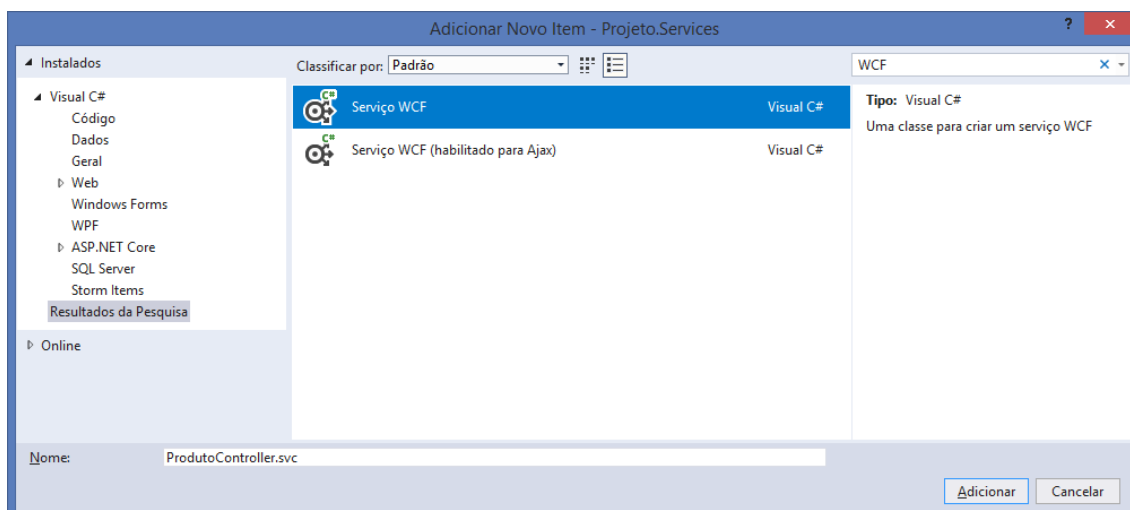 Adicionar Novo Item - Projeto.Services
?
Instalados
Visual C#
Código
Dados
Geral
Web
Windows Forms
WPF
ASP.NET Core
SQL Server
Storm Items
Resultados da Pesquisa
Online
Classificar por: Padrão
C# Serviço WCF Visual C#
C# Serviço WCF (habilitado para Ajax) Visual C#
WCF
Tipo: Visual C#
Uma classe para criar um serviço WCF
Nome: ProdutoController.svc
Adicionar Cancelar